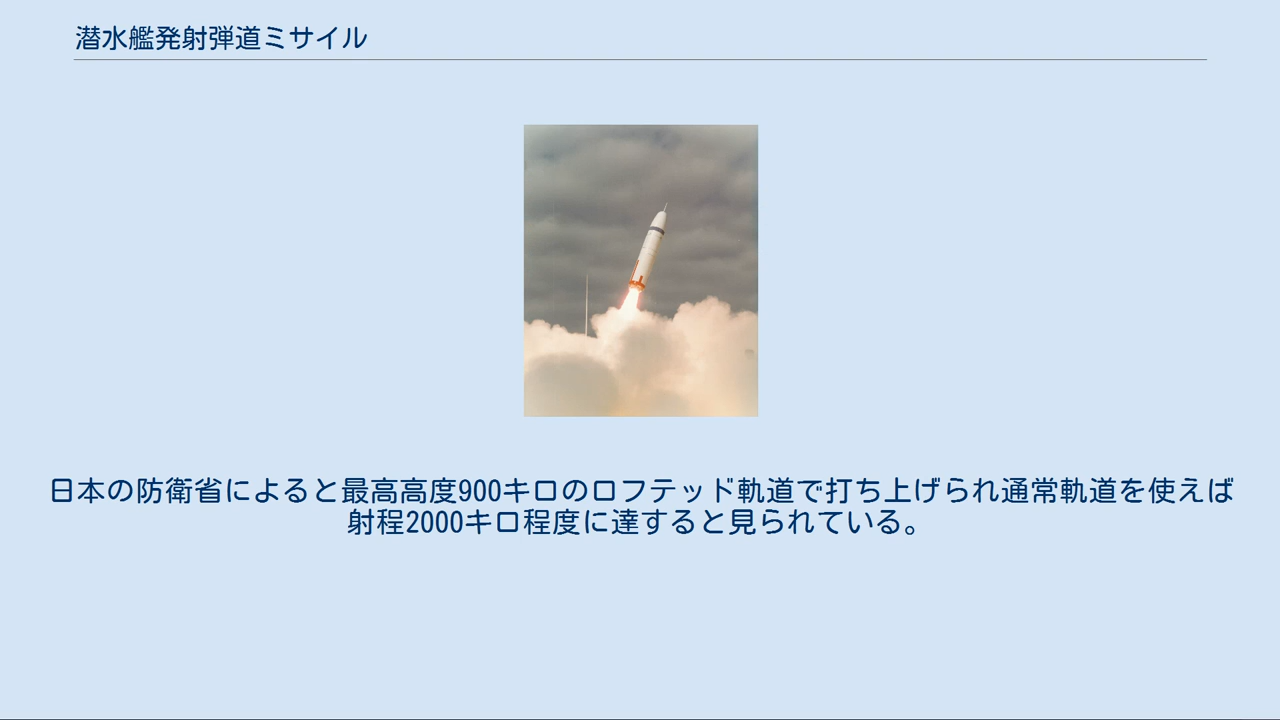 潜水艦発射弾道ミサイル
日本の防衛省によると最高高度900キロのロフテッド軌道で打ち上げられ通常軌道を使えば
射程2000キロ程度に達すると見られている。